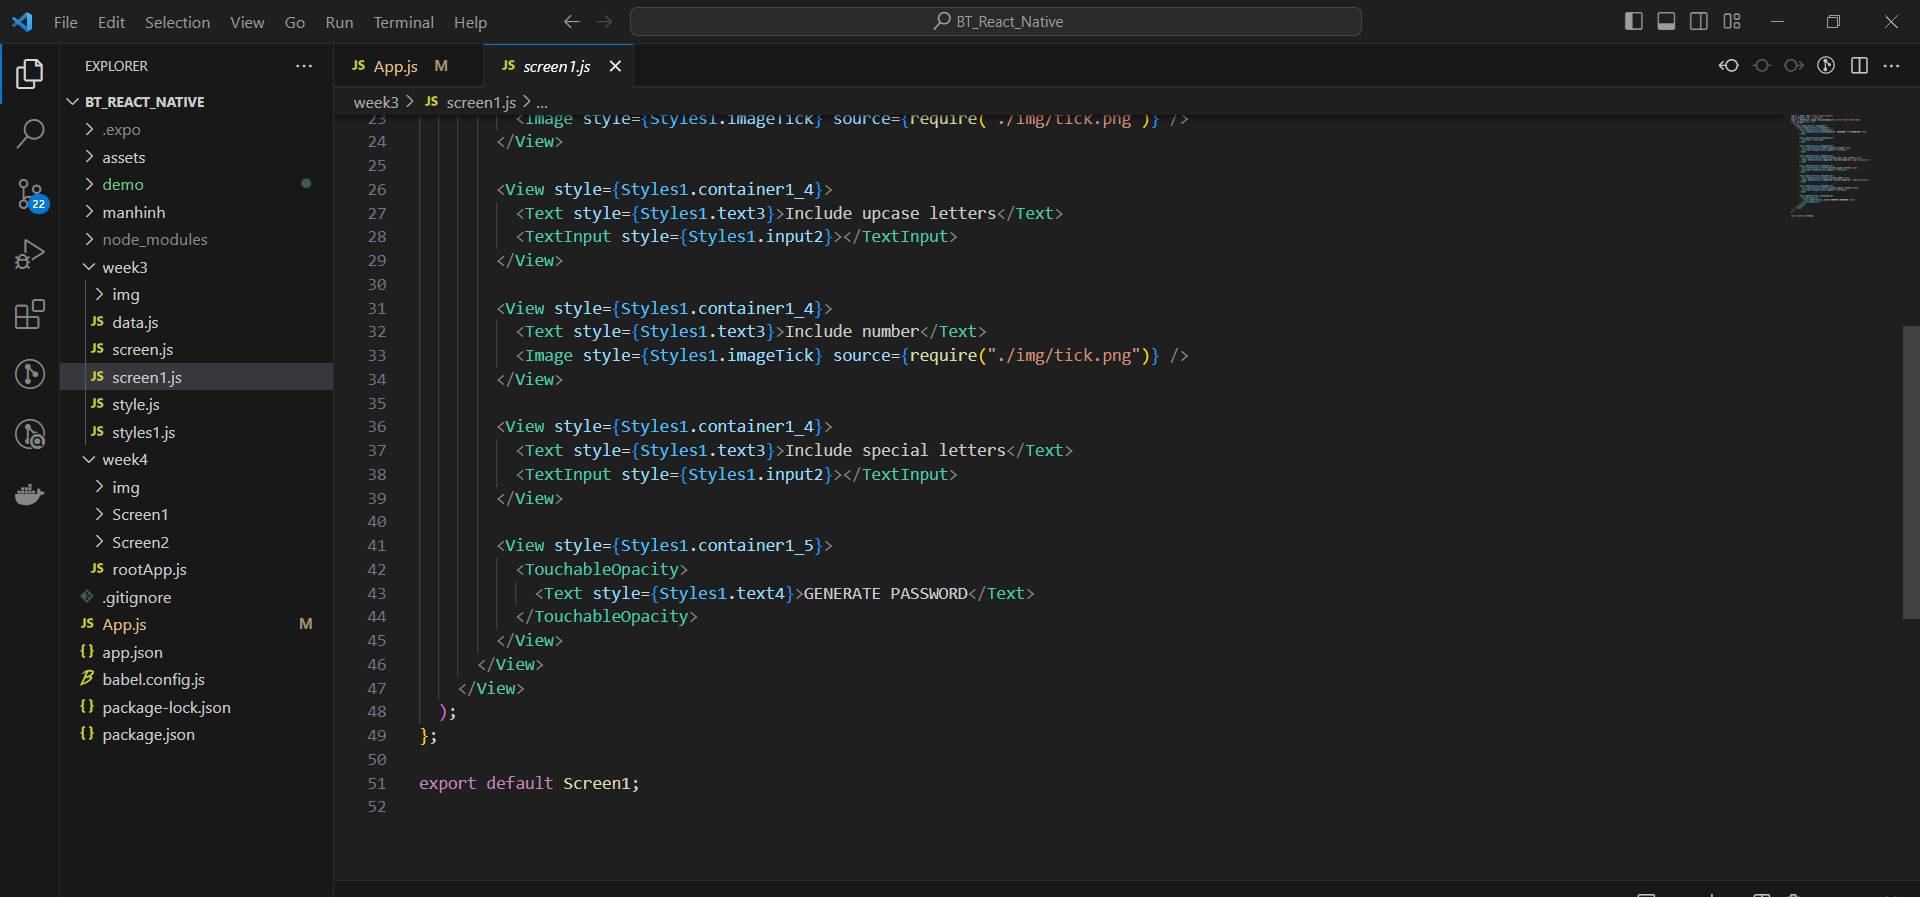 File Edit Selection View Go Run Terminal Help
BT_React_Native
EXPLORER
BT_REACT_NATIVE
.expo
assets
demo
manhinh
node_modules
week3
img
JS data.js
JS screen.js
JS screen1.js
JS style.js
JS styles1.js
week4
img
Screen1
Screen2
JS rootApp.js
.gitignore
JS App.js M
{} app.json
babel.config.js
{} package-lock.json
{} package.json
22
JS App.js M
JS screen1.js
week3 > JS screen1.js > ...
23 <Image style={Styles1.imageTick} source={require("./img/tick.png")} />
24 </View>
25
26 <View style={Styles1.container1_4}>
27 <Text style={Styles1.text3}>Include upcase letters</Text>
28 <TextInput style={Styles1.input2}></TextInput>
29 </View>
30
31 <View style={Styles1.container1_4}>
32 <Text style={Styles1.text3}>Include number</Text>
33 <Image style={Styles1.imageTick} source={require("./img/tick.png")} />
34 </View>
35
36 <View style={Styles1.container1_4}>
37 <Text style={Styles1.text3}>Include special letters</Text>
38 <TextInput style={Styles1.input2}></TextInput>
39 </View>
40
41 <View style={Styles1.container1_5}>
42 <TouchableOpacity>
43 <Text style={Styles1.text4}>GENERATE PASSWORD</Text>
44 </TouchableOpacity>
45 </View>
46 </View>
47 </View>
48 );
49 };
50
51 export default Screen1;
52